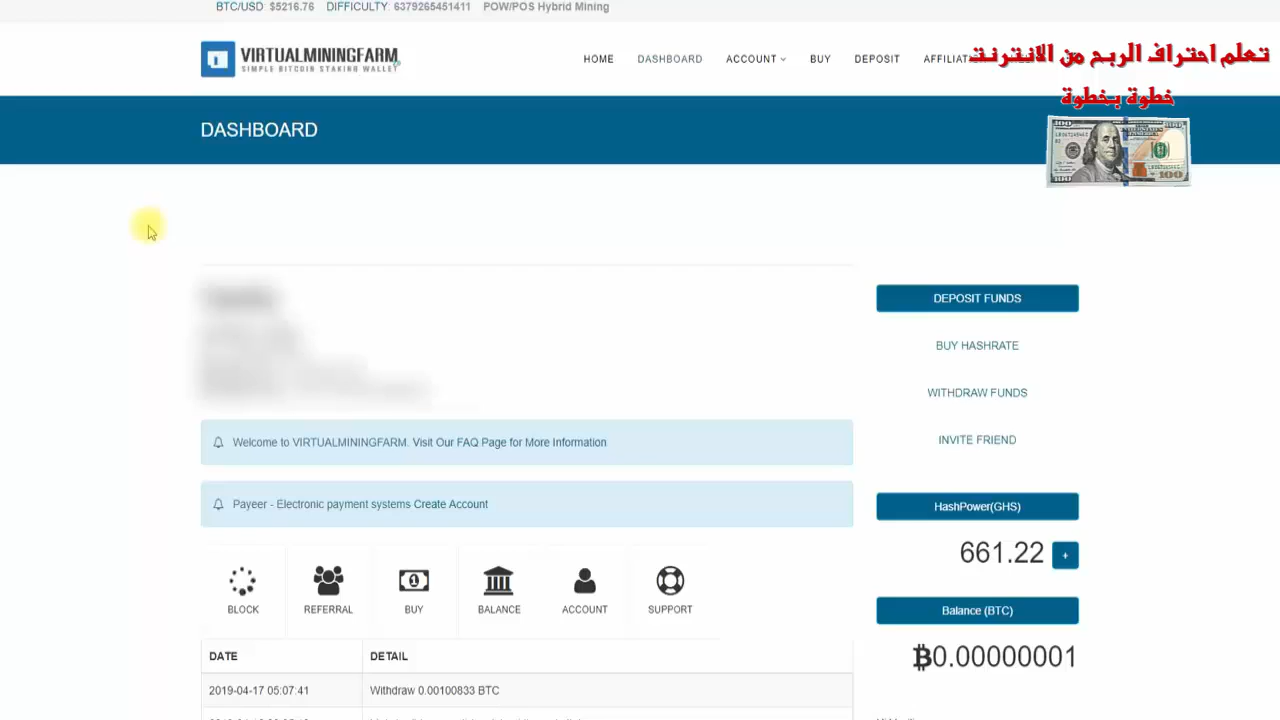 BTC/USD: $5216.76 DIFFICULTY: 6379265451411 POW/POS Hybrid Mining
VIRTUALMININGFARM
SIMPLE BITCOIN STAKING WALLET
HOME DASHBOARD ACCOUNT BUY DEPOSIT
تعلم احتراف الربح من الانترنت
خطوة بخطوة
DASHBOARD
DEPOSIT FUNDS
BUY HASHRATE
WITHDRAW FUNDS
INVITE FRIEND
Welcome to VIRTUALMININGFARM. Visit Our FAQ Page for More Information
Payeer - Electronic payment systems Create Account
HashPower(GHS)
661.22 +
Balance (BTC)
₿0.00000001
BLOCK REFERRAL BUY BALANCE ACCOUNT SUPPORT
DATE DETAIL
2019-04-17 05:07:41 Withdraw 0.00100833 BTC